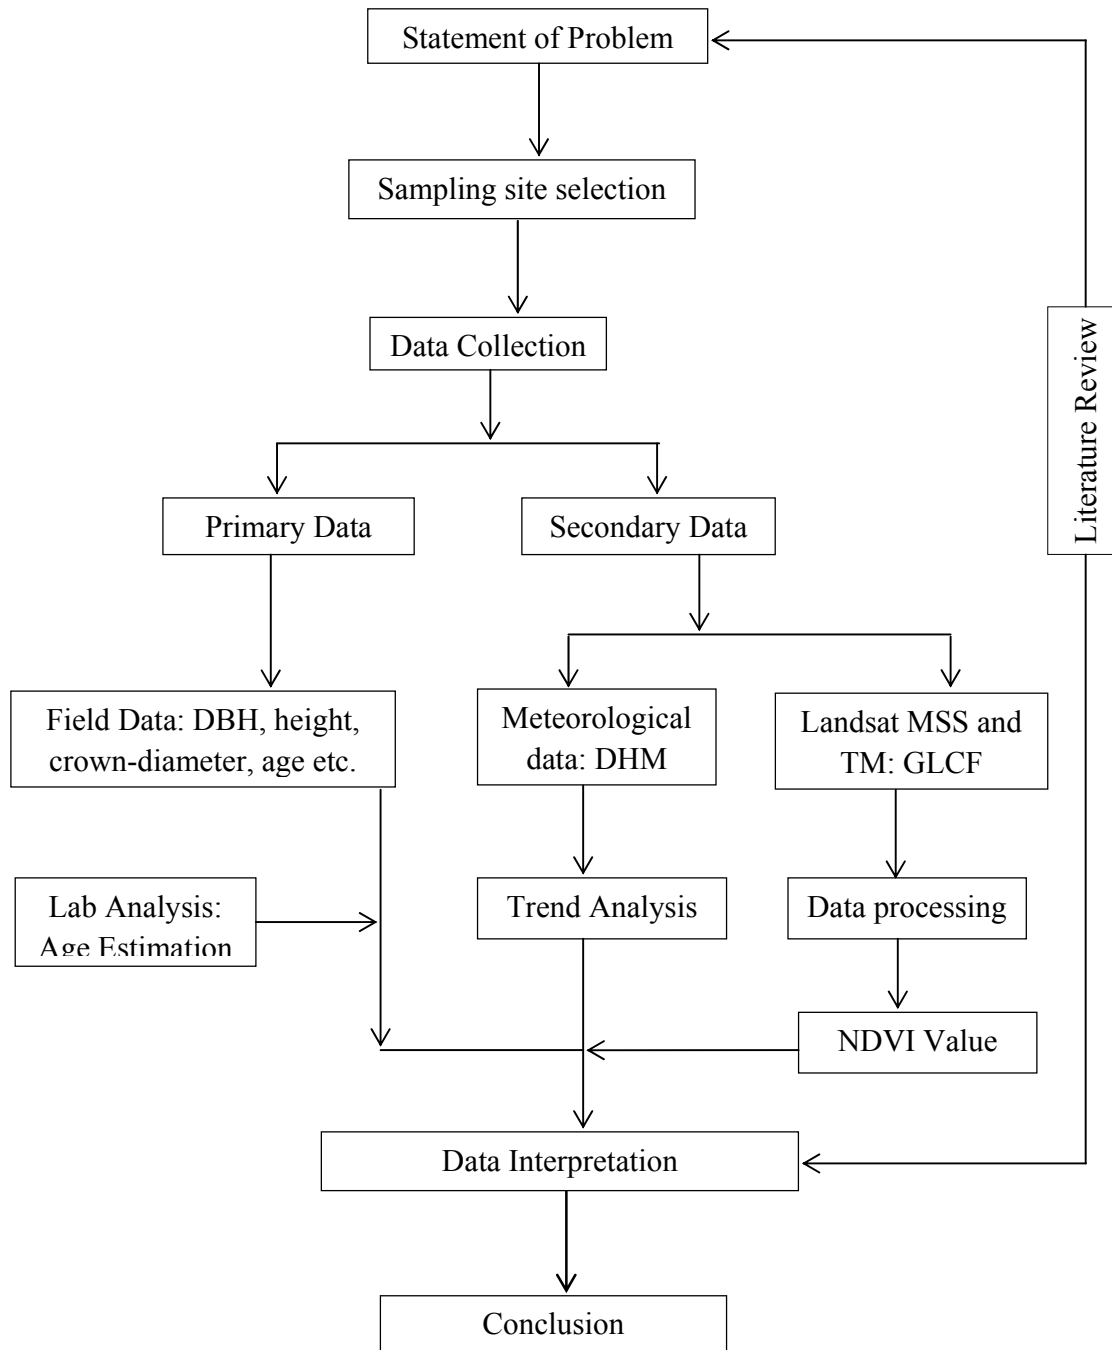 Statement of Problem
Sampling site selection
Data Collection
Literature Review
Primary Data
Secondary Data
Field Data: DBH, height,
crown-diameter, age etc.
Meteorological
data: DHM
Landsat MSS and
TM: GLCF
Lab Analysis:
Age Estimation
Trend Analysis
Data processing
NDVI Value
Data Interpretation
Conclusion